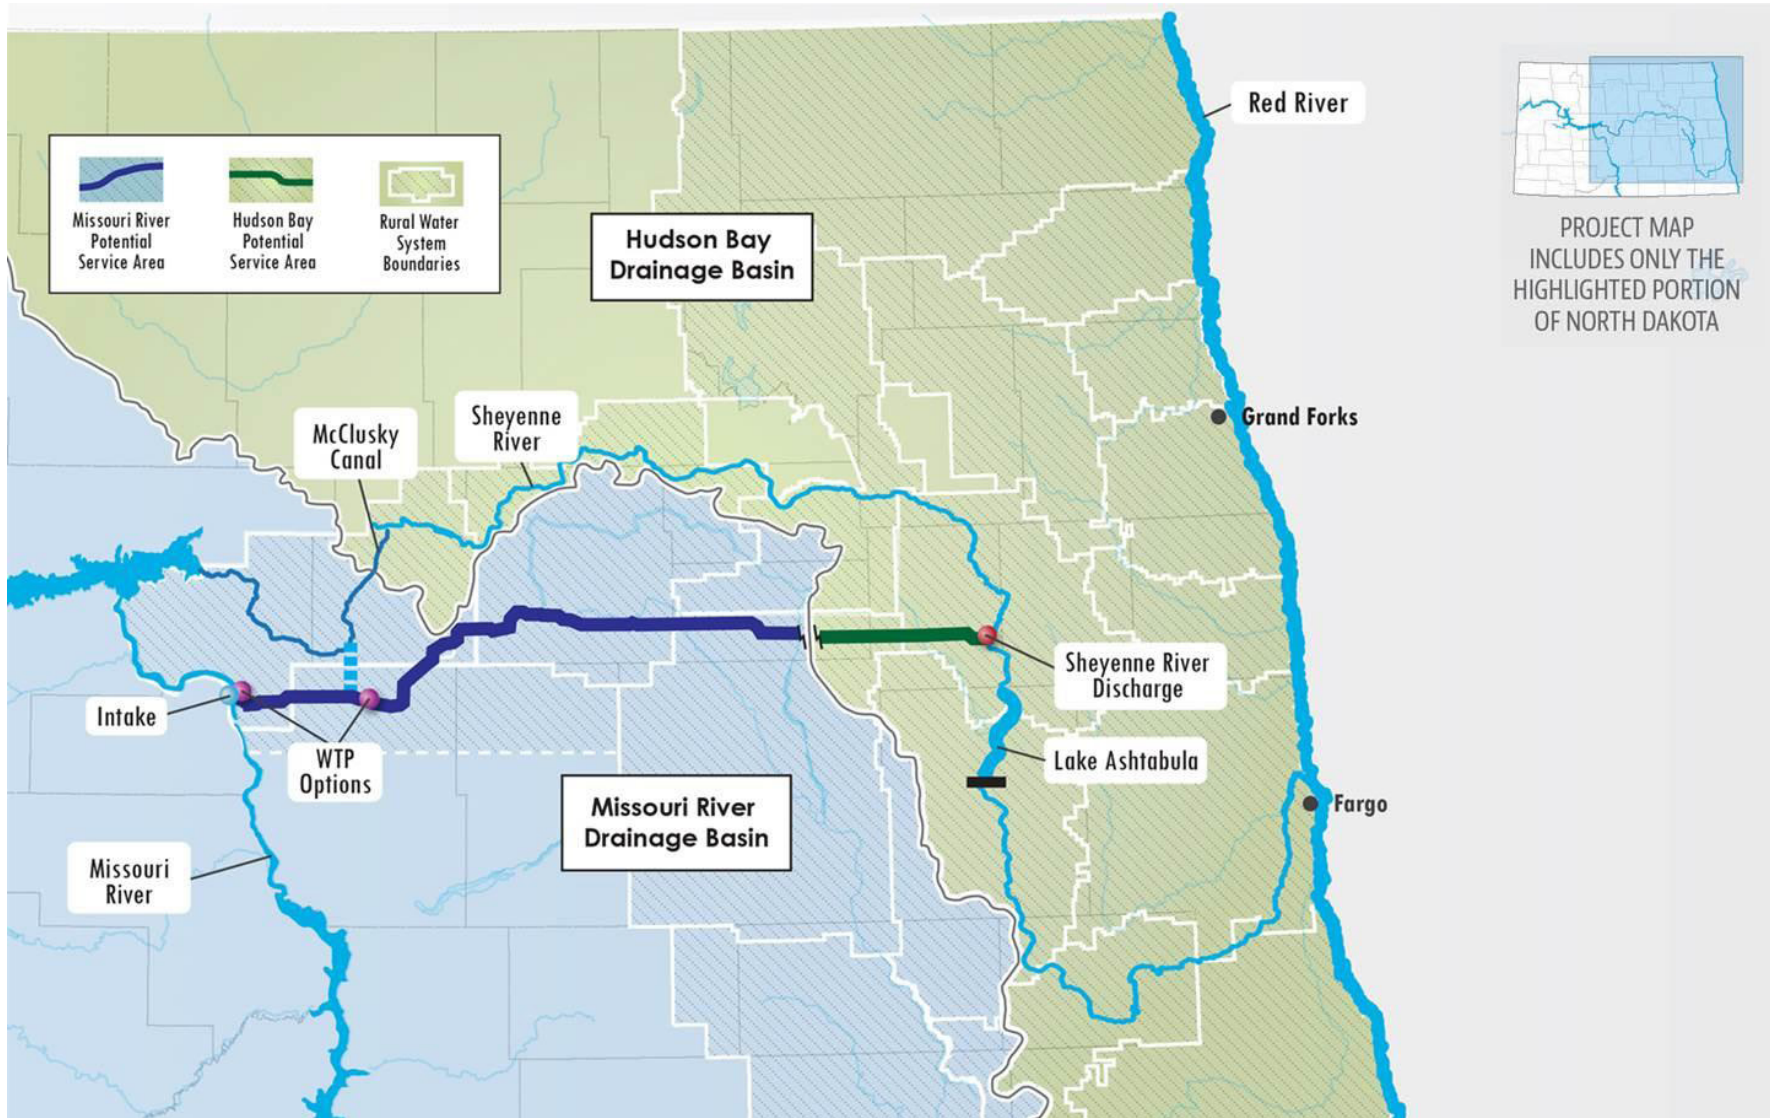 Red River
PROJECT MAP
INCLUDES ONLY THE
HIGHLIGHTED PORTION
OF NORTH DAKOTA
Missouri River
Potential
Service Area
Hudson Bay
Potential
Service Area
Rural Water
System
Boundaries
Hudson Bay
Drainage Basin
McClusky
Canal
Sheyenne
River
Grand Forks
Sheyenne River
Discharge
Intake
WTP
Options
Lake Ashtabula
Missouri River
Drainage Basin
Fargo
Missouri
River